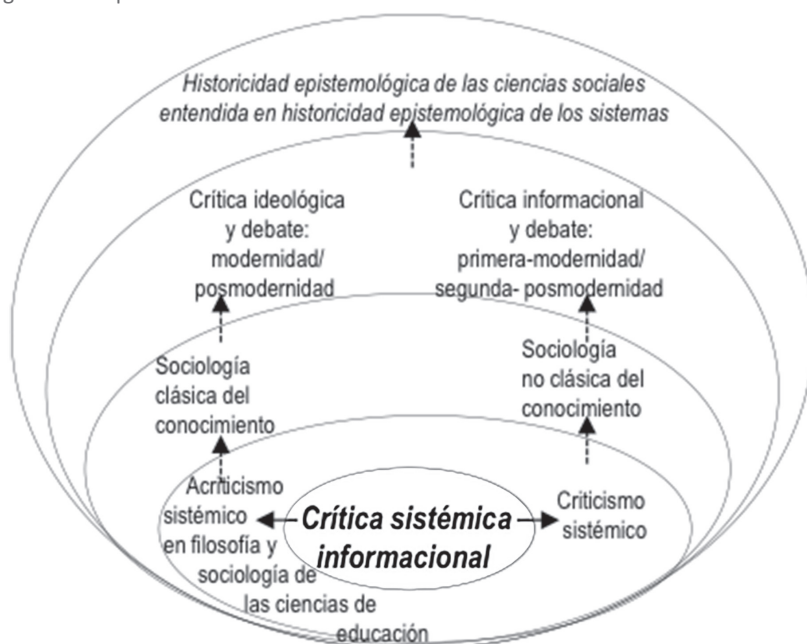 Historicidad epistemológica de las ciencias sociales
entendida en historicidad epistemológica de los sistemas
Crítica ideológica
y debate:
modernidad/
posmodernidad
Crítica informacional
y debate:
primera-modernidad/
segunda- posmodernidad
Sociología
clásica del
conocimiento
Sociología
no clásica del
conocimiento
Acriticismo
sistémico
en filosofía y
sociología de
las ciencias de
educación
Crítica sistémica
informacional
Criticismo
sistémico